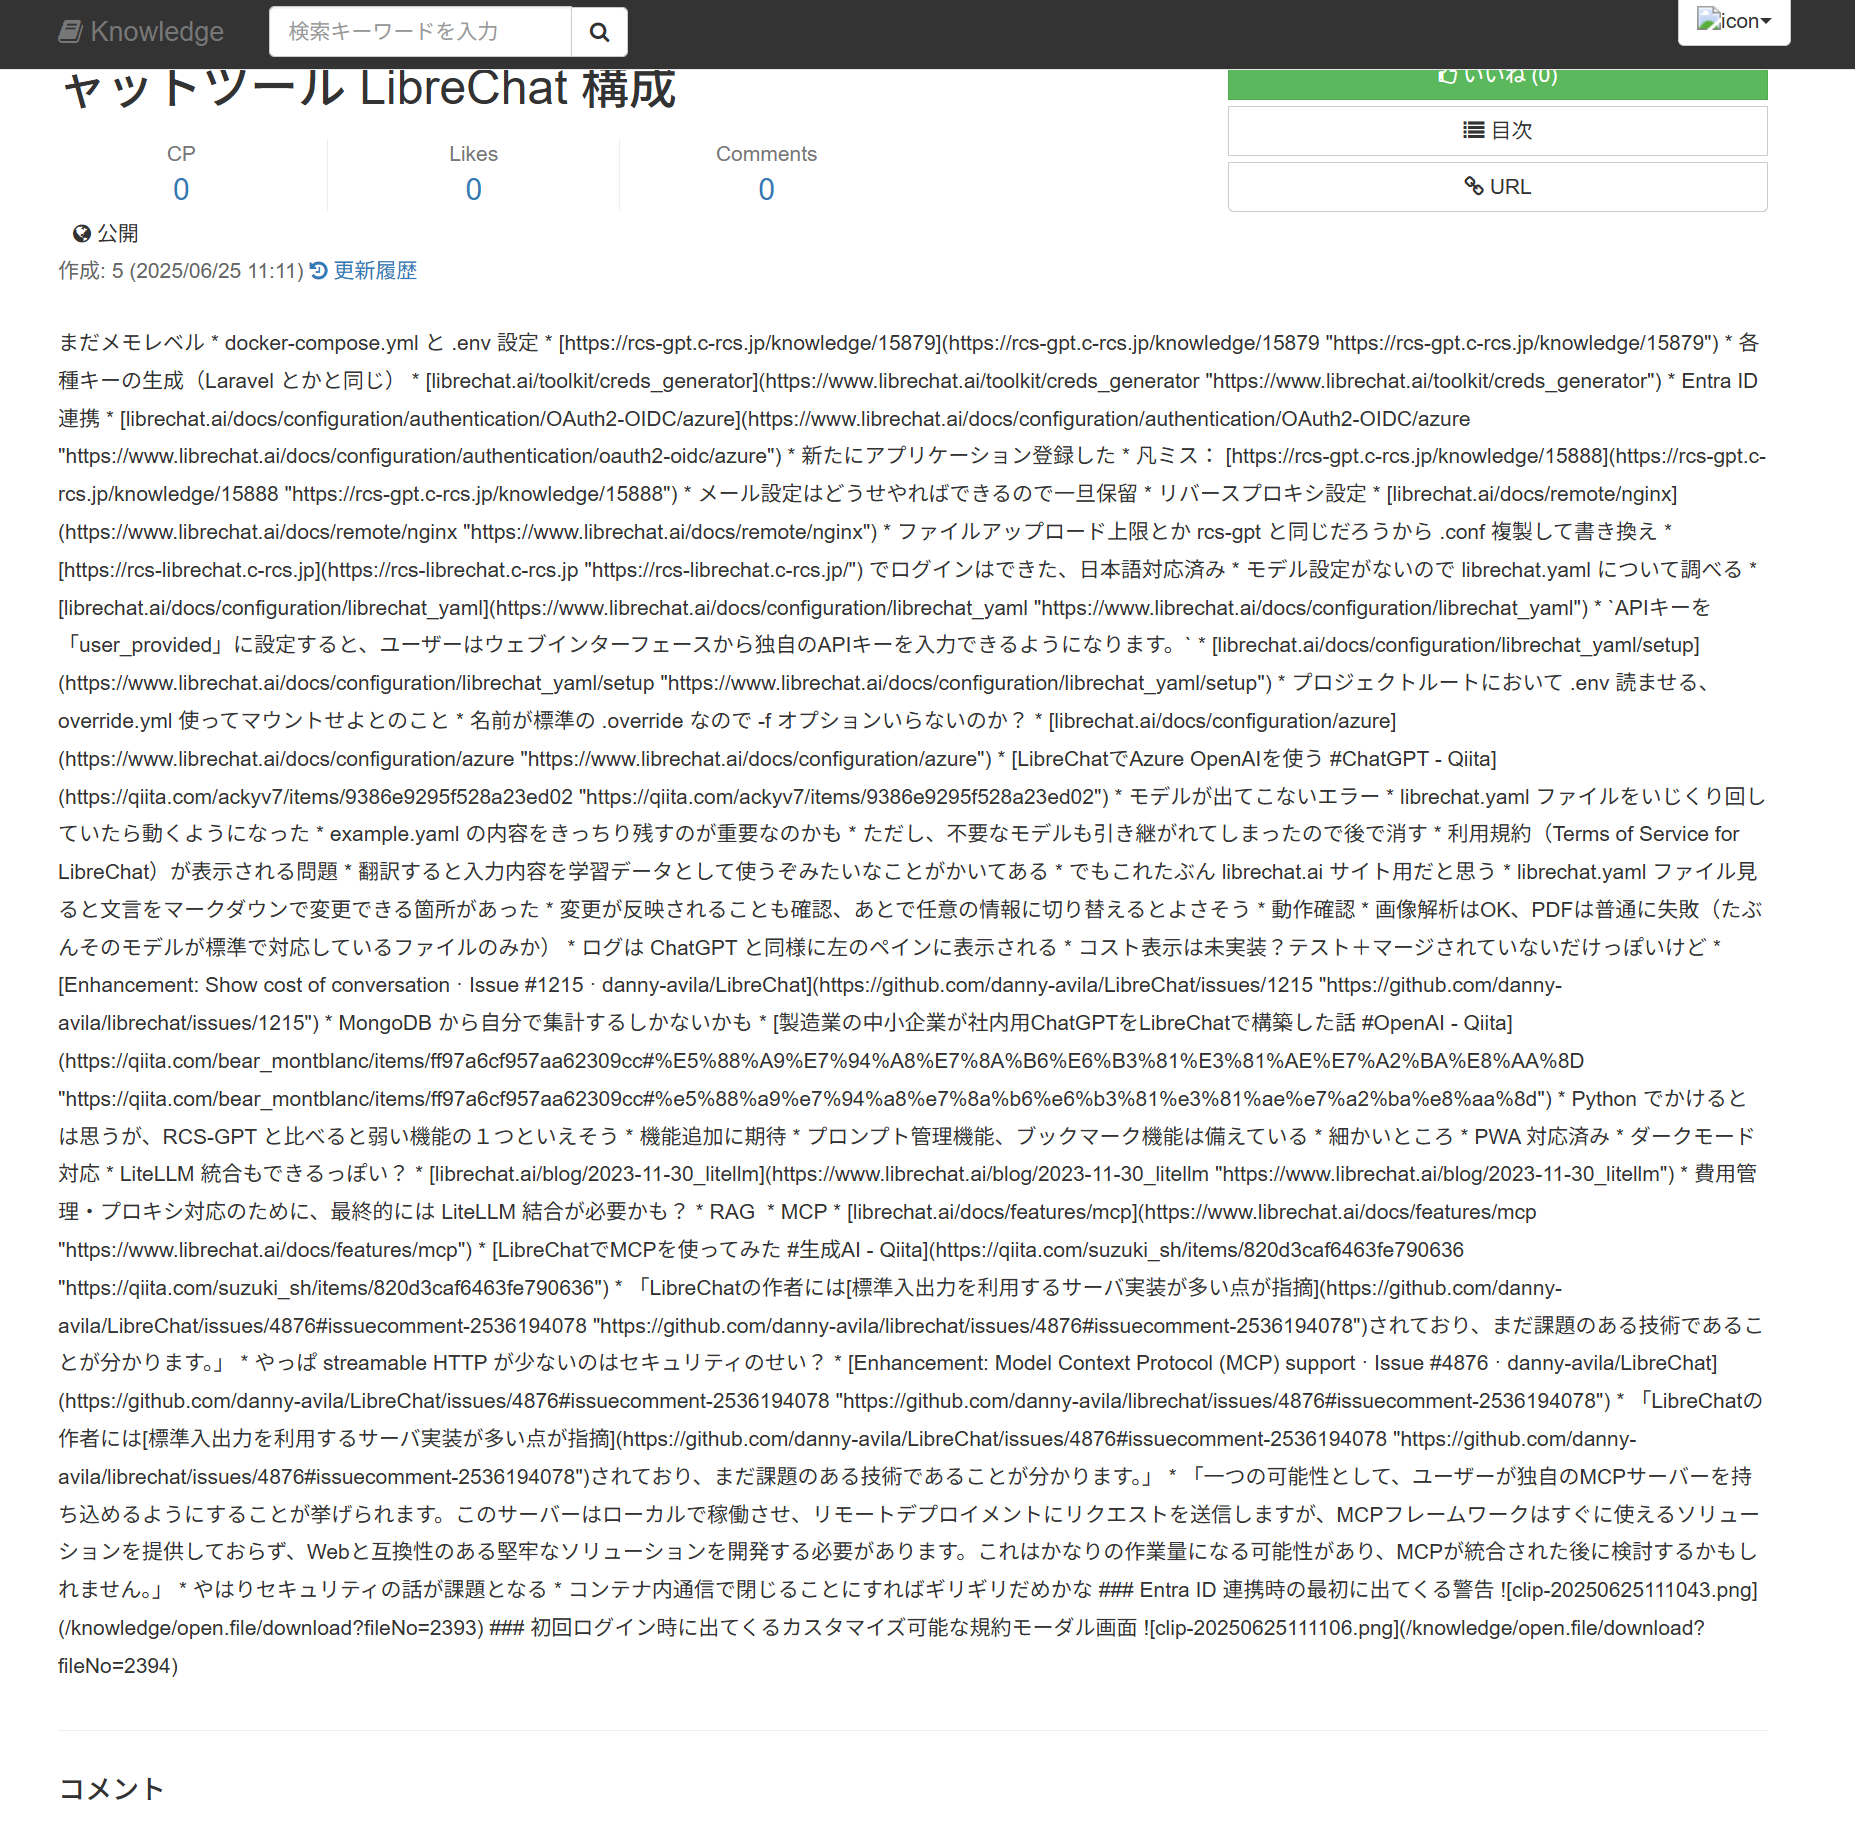 Knowledge
検索キーワードを入力
icon
ャットツール LibreChat 構成
いいね (0)
目次
URL
CP
0
Likes
0
Comments
0
公開
作成: 5 (2025/06/25 11:11) 更新履歴
まだメモレベル * docker-compose.yml と .env 設定 * [https://rcs-gpt.c-rcs.jp/knowledge/15879](https://rcs-gpt.c-rcs.jp/knowledge/15879 "https://rcs-gpt.c-rcs.jp/knowledge/15879") * 各
種キーの生成（Laravel とかと同じ） * [librechat.ai/toolkit/creds_generator](https://www.librechat.ai/toolkit/creds_generator "https://www.librechat.ai/toolkit/creds_generator") * Entra ID
連携 * [librechat.ai/docs/configuration/authentication/OAuth2-OIDC/azure](https://www.librechat.ai/docs/configuration/authentication/OAuth2-OIDC/azure
"https://www.librechat.ai/docs/configuration/authentication/oauth2-oidc/azure") * 新たにアプリケーション登録した * 凡ミス： [https://rcs-gpt.c-rcs.jp/knowledge/15888](https://rcs-gpt.c-
rcs.jp/knowledge/15888 "https://rcs-gpt.c-rcs.jp/knowledge/15888") * メール設定はどうせやればできるので一旦保留 * リバースプロキシ設定 * [librechat.ai/docs/remote/nginx]
(https://www.librechat.ai/docs/remote/nginx "https://www.librechat.ai/docs/remote/nginx") * ファイルアップロード上限とか rcs-gpt と同じだろうから .conf 複製して書き換え *
[https://rcs-librechat.c-rcs.jp](https://rcs-librechat.c-rcs.jp "https://rcs-librechat.c-rcs.jp/") でログインはできた、日本語対応済み * モデル設定がないので librechat.yaml について調べる *
[librechat.ai/docs/configuration/librechat_yaml](https://www.librechat.ai/docs/configuration/librechat_yaml "https://www.librechat.ai/docs/configuration/librechat_yaml") * `APIキーを
「user_provided」に設定すると、ユーザーはウェブインターフェースから独自のAPIキーを入力できるようになります。` * [librechat.ai/docs/configuration/librechat_yaml/setup]
(https://www.librechat.ai/docs/configuration/librechat_yaml/setup "https://www.librechat.ai/docs/configuration/librechat_yaml/setup") * プロジェクトルートにおいて .env 読ませる、
override.yml 使ってマウントせよとのこと * 名前が標準の .override なので -f オプションいらないのか？ * [librechat.ai/docs/configuration/azure]
(https://www.librechat.ai/docs/configuration/azure "https://www.librechat.ai/docs/configuration/azure") * [LibreChatでAzure OpenAIを使う #ChatGPT - Qiita]
(https://qiita.com/ackyv7/items/9386e9295f528a23ed02 "https://qiita.com/ackyv7/items/9386e9295f528a23ed02") * モデルが出てこないエラー * librechat.yaml ファイルをいじくり回し
ていたら動くようになった * example.yaml の内容をきっちり残すのが重要なのかも * ただし、不要なモデルも引き継がれてしまったので後で消す * 利用規約（Terms of Service for
LibreChat）が表示される問題 * 翻訳すると入力内容を学習データとして使うぞみたいなことがかいてある * でもこれたぶん librechat.ai サイト用だと思う * librechat.yaml ファイル見
ると文言をマークダウンで変更できる箇所があった * 変更が反映されることも確認、あとで任意の情報に切り替えるとよさそう * 動作確認 * 画像解析はOK、PDFは普通に失敗（たぶ
んそのモデルが標準で対応しているファイルのみか） * ログは ChatGPT と同様に左のペインに表示される * コスト表示は未実装？テスト＋マージされていないだけっぽいけど *
[Enhancement: Show cost of conversation · Issue #1215 · danny-avila/LibreChat](https://github.com/danny-avila/LibreChat/issues/1215 "https://github.com/danny-
avila/librechat/issues/1215") * MongoDB から自分で集計するしかないかも * [製造業の中小企業が社内用ChatGPTをLibreChatで構築した話 #OpenAI - Qiita]
(https://qiita.com/bear_montblanc/items/ff97a6cf957aa62309cc#%E5%88%A9%E7%94%A8%E7%8A%B6%E6%B3%81%E3%81%AE%E7%A2%BA%E8%AA%8D
"https://qiita.com/bear_montblanc/items/ff97a6cf957aa62309cc#%e5%88%a9%e7%94%a8%e7%8a%b6%e6%b3%81%e3%81%ae%e7%a2%ba%e8%aa%8d") * Python でかけると
は思うが、RCS-GPT と比べると弱い機能の１つといえそう * 機能追加に期待 * プロンプト管理機能、ブックマーク機能は備えている * 細かいところ * PWA 対応済み * ダークモード
対応 * LiteLLM 統合もできるっぽい？ * [librechat.ai/blog/2023-11-30_litellm](https://www.librechat.ai/blog/2023-11-30_litellm "https://www.librechat.ai/blog/2023-11-30_litellm") * 費用管
理・プロキシ対応のために、最終的には LiteLLM 結合が必要かも？ * RAG * MCP * [librechat.ai/docs/features/mcp](https://www.librechat.ai/docs/features/mcp
"https://www.librechat.ai/docs/features/mcp") * [LibreChatでMCPを使ってみた #生成AI - Qiita](https://qiita.com/suzuki_sh/items/820d3caf6463fe790636
"https://qiita.com/suzuki_sh/items/820d3caf6463fe790636") * 「LibreChatの作者には[標準入出力を利用するサーバ実装が多い点が指摘](https://github.com/danny-
avila/LibreChat/issues/4876#issuecomment-2536194078 "https://github.com/danny-avila/librechat/issues/4876#issuecomment-2536194078")されており、まだ課題のある技術であるこ
とが分かります。」 * やっぱ streamable HTTP が少ないのはセキュリティのせい？ * [Enhancement: Model Context Protocol (MCP) support · Issue #4876 · danny-avila/LibreChat]
(https://github.com/danny-avila/LibreChat/issues/4876#issuecomment-2536194078 "https://github.com/danny-avila/librechat/issues/4876#issuecomment-2536194078") * 「LibreChatの
作者には[標準入出力を利用するサーバ実装が多い点が指摘](https://github.com/danny-avila/LibreChat/issues/4876#issuecomment-2536194078 "https://github.com/danny-
avila/librechat/issues/4876#issuecomment-2536194078")されており、まだ課題のある技術であることが分かります。」 * 「一つの可能性として、ユーザーが独自のMCPサーバーを持
ち込めるようにすることが挙げられます。このサーバーはローカルで稼働させ、リモートデプロイメントにリクエストを送信しますが、MCPフレームワークはすぐに使えるソリュー
ションを提供しておらず、Webと互換性のある堅牢なソリューションを開発する必要があります。これはかなりの作業量になる可能性があり、MCPが統合された後に検討するかもし
れません。」 * やはりセキュリティの話が課題となる * コンテナ内通信で閉じることにすればギリギリだめかな ### Entra ID 連携時の最初に出てくる警告 ![clip-20250625111043.png]
(/knowledge/open.file/download?fileNo=2393) ### 初回ログイン時に出てくるカスタマイズ可能な規約モーダル画面 ![clip-20250625111106.png](/knowledge/open.file/download?
fileNo=2394)
コメント